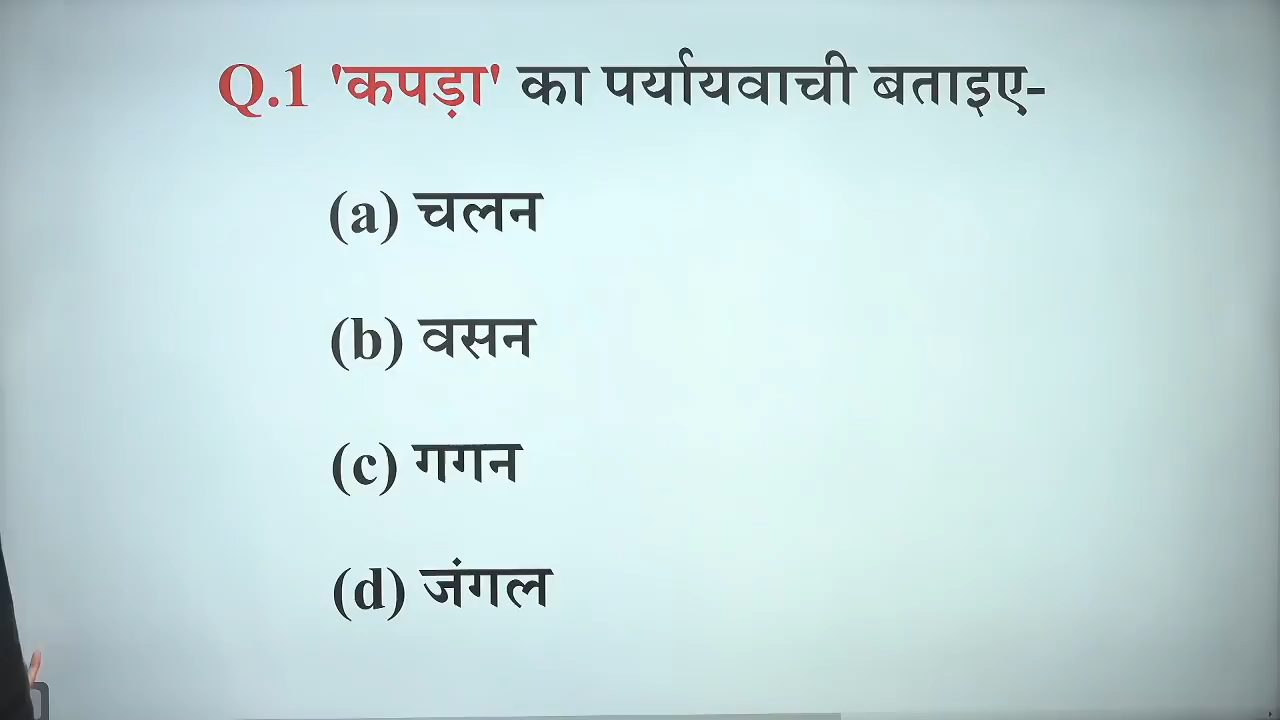 Q.1 'कपड़ा' का पर्यायवाची बताइए-
(a) चलन
(b) वसन
(c) गगन
(d) जंगल